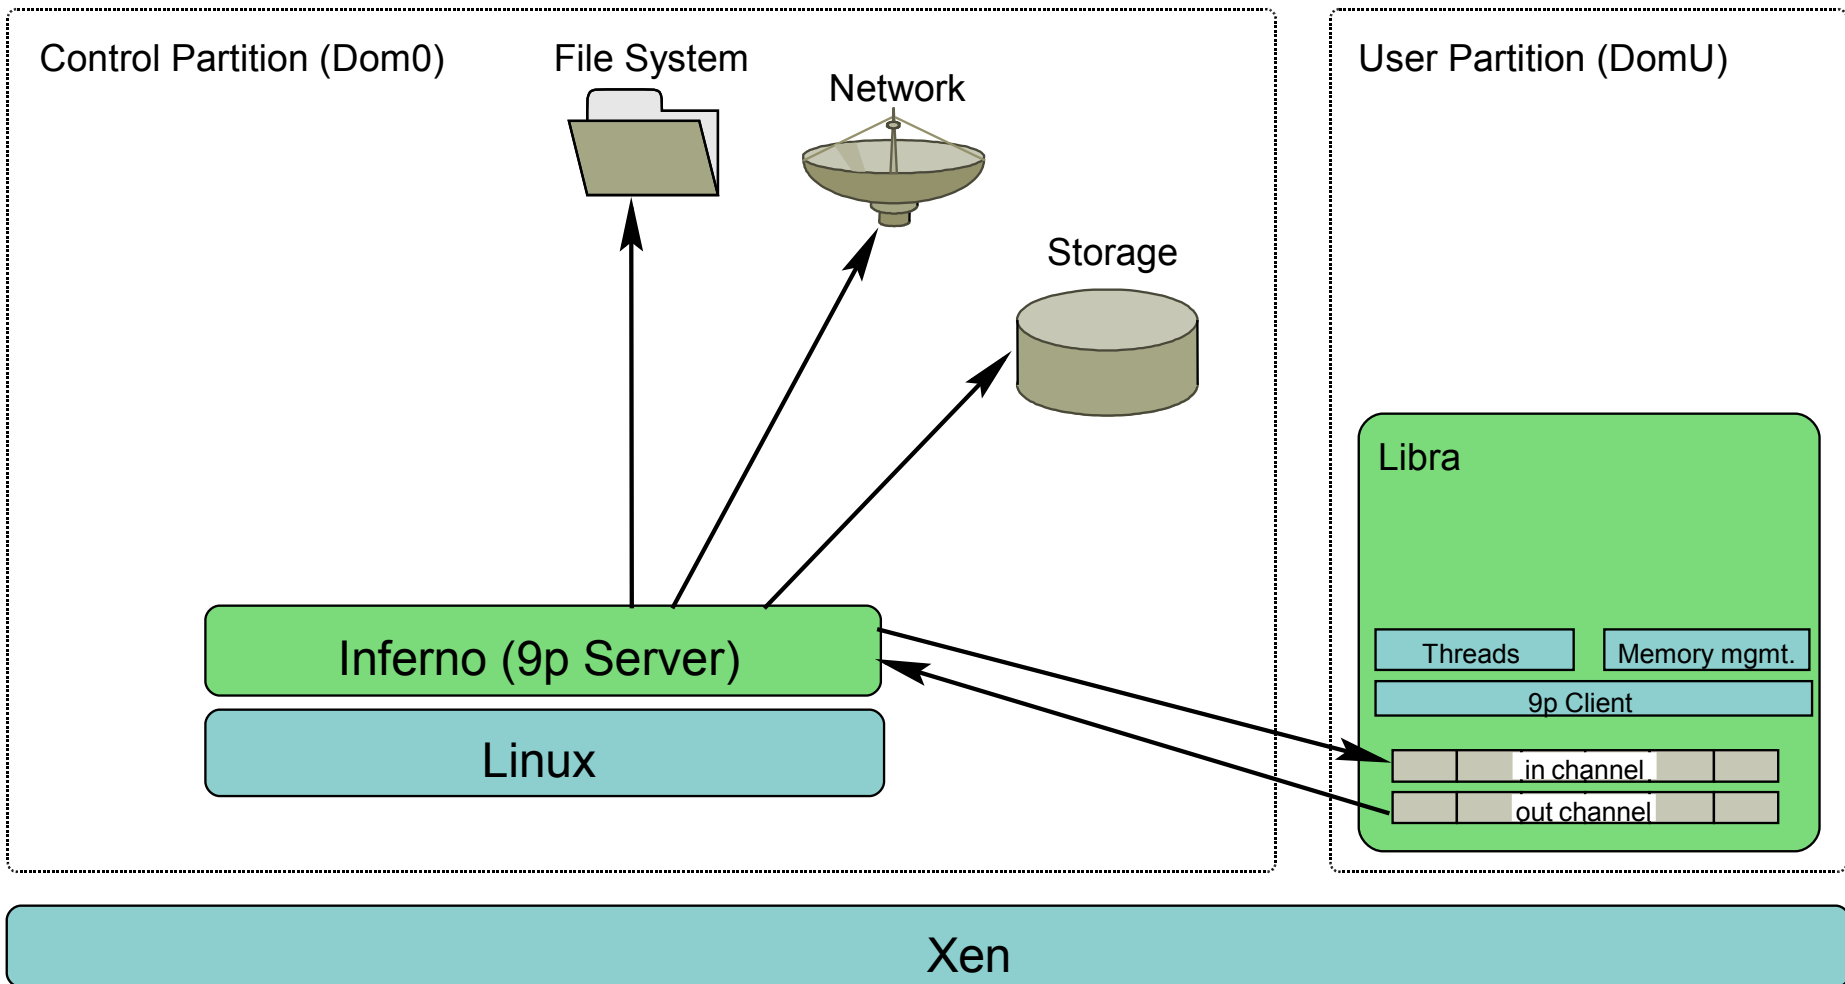 Control Partition (Dom0)
File System
Network
Storage
Inferno (9p Server)
Linux
User Partition (DomU)
Libra
Threads
Memory mgmt.
9p Client
in channel
out channel
Xen